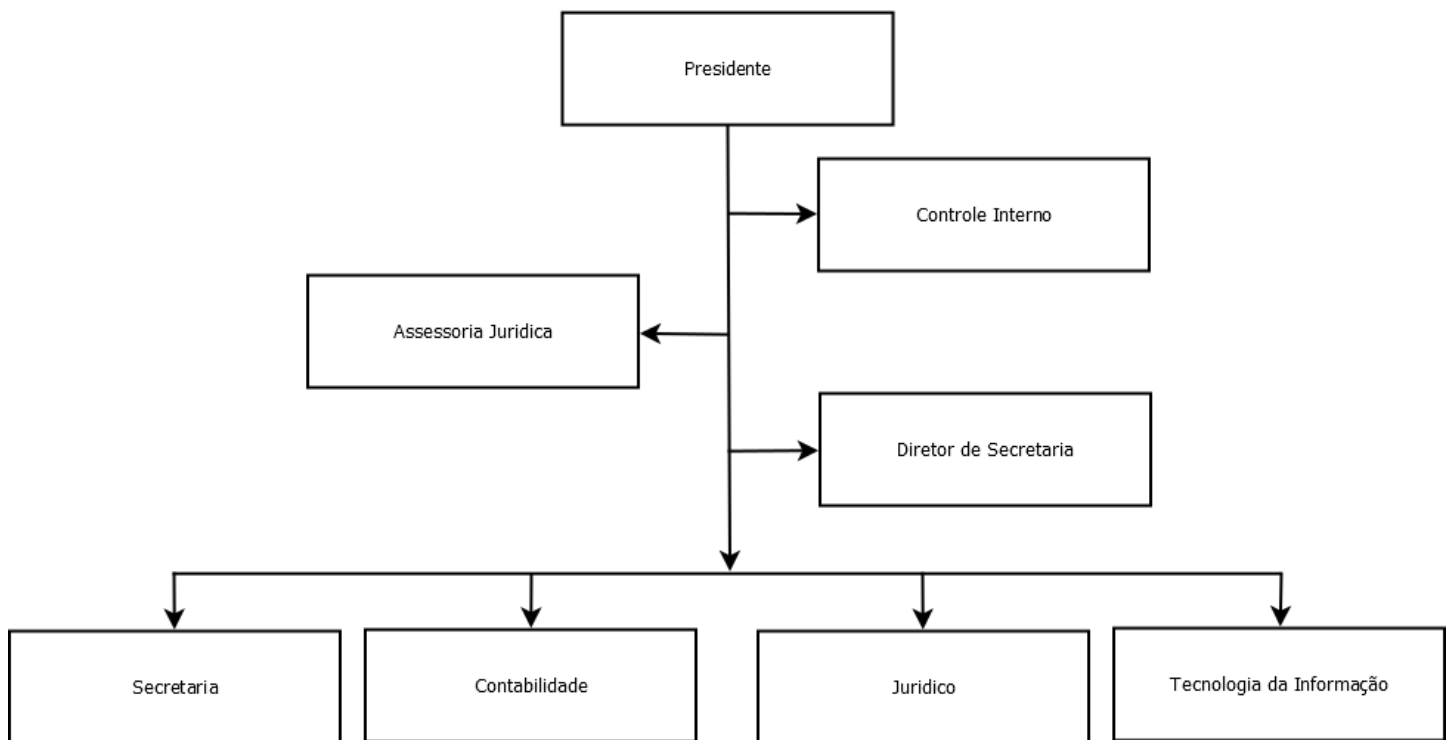 Presidente
Controle Interno
Assessoria Juridica
Diretor de Secretaria
Secretaria
Contabilidade
Juridico
Tecnologia da Informação